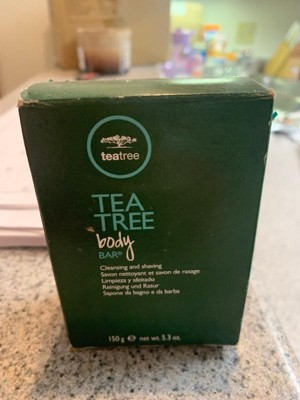 teatree
TEA
TREE
body
BAR®
Cleansing and shaving
Savon nettoyant et savon de rasage
Limpieza y afeitado
Reinigung und Rasur
Sapone da bagno e da barba
150 g ℮ net wt. 5.3 oz.